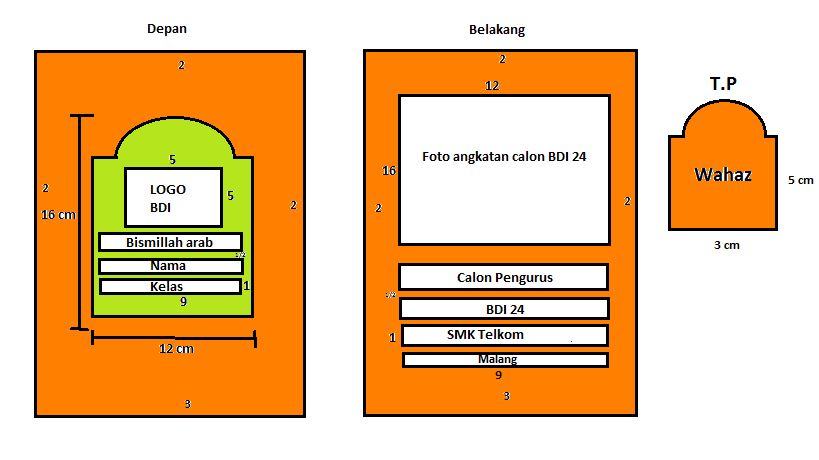 Depan
2
5
LOGO
BDI
5
2
16 cm
2
Bismillah arab
1/2
Nama
Kelas
1
9
12 cm
3
Belakang
2
12
Foto angkatan calon BDI 24
16
2
2
Calon Pengurus
1/2
BDI 24
SMK Telkom
1
Malang
9
3
T.P
Wahaz
5 cm
3 cm